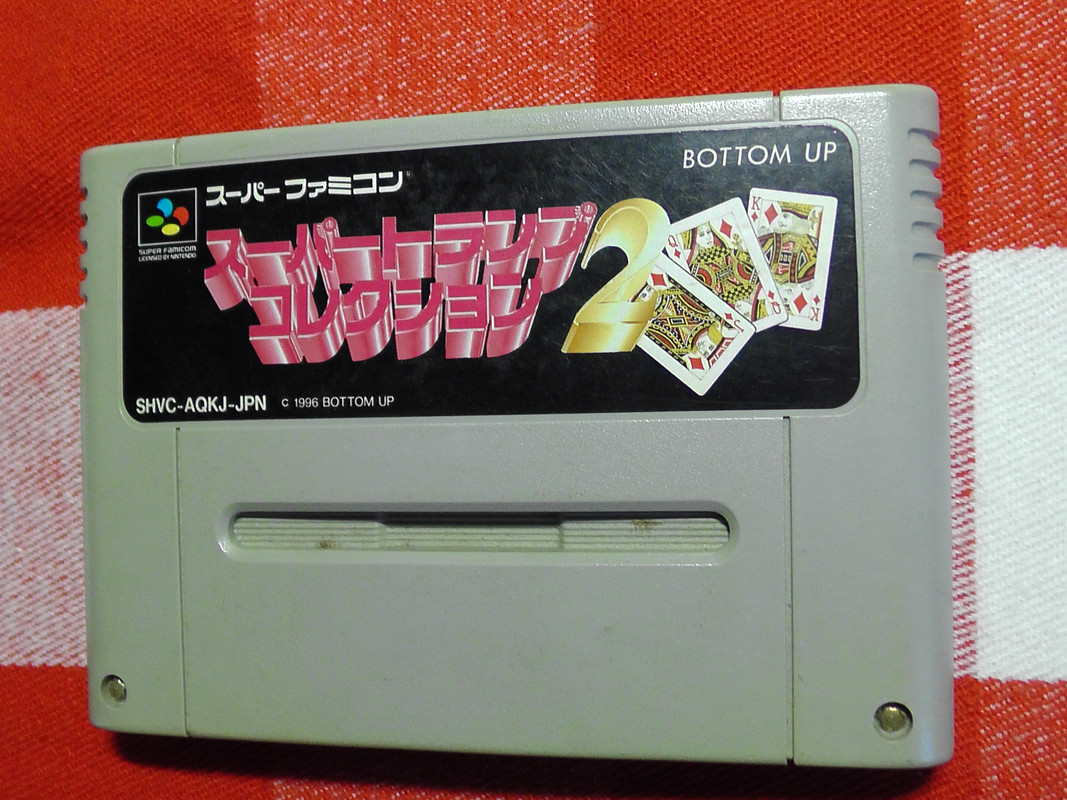 BOTTOM UP
スーパーファミコン
SUPER FAMICOM
LICENSED BY NINTENDO
スーパートランプ
コレクション2
K
Q
K
J
SHVC-AQKJ-JPN © 1996 BOTTOM UP